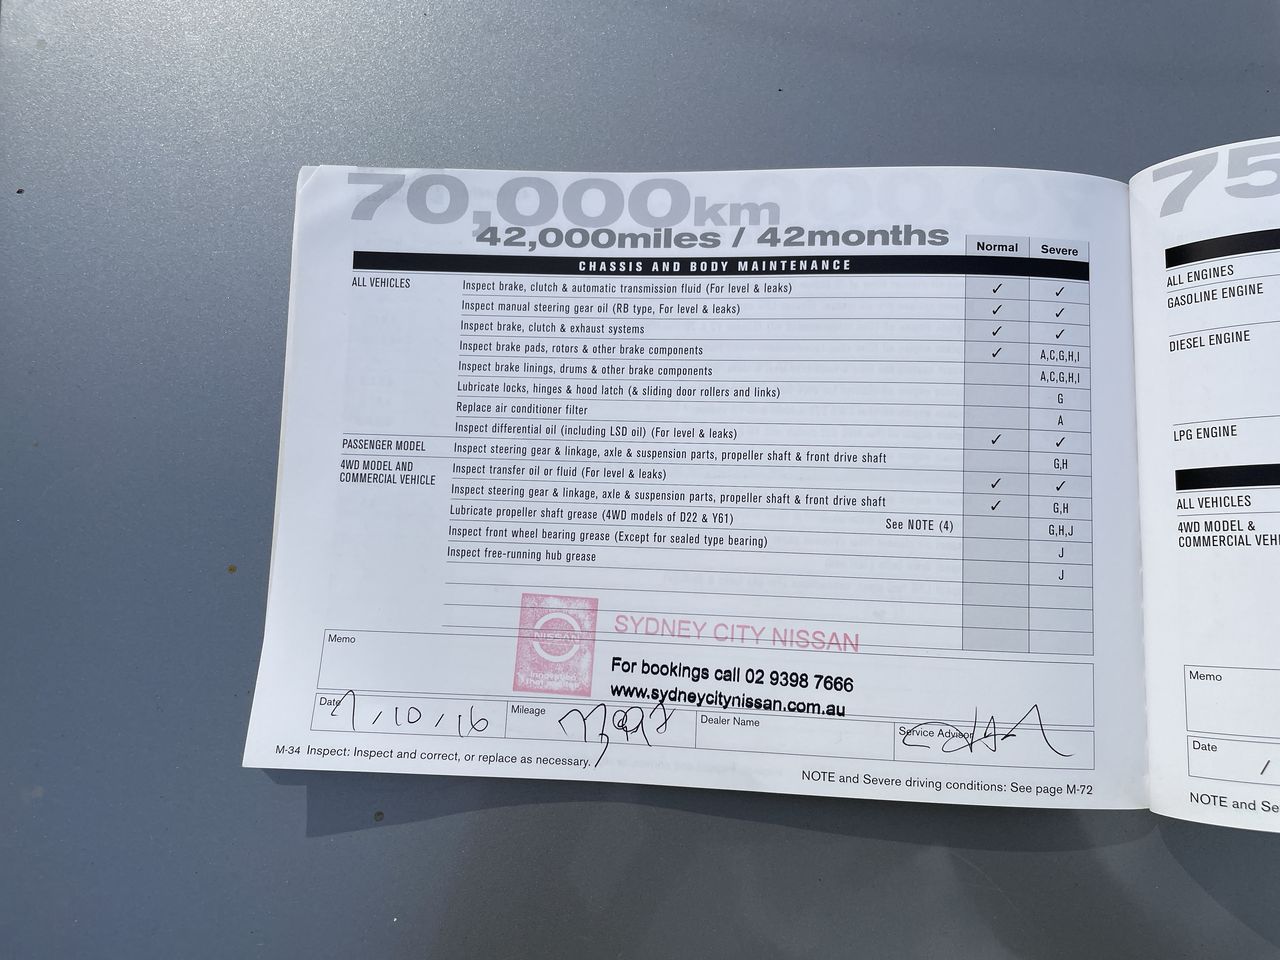 70,000km
42,000miles / 42months
Normal Severe
CHASSIS AND BODY MAINTENANCE
ALL VEHICLES Inspect brake, clutch & automatic transmission fluid (For level & leaks) ✓ ✓
Inspect manual steering gear oil (RB type, For level & leaks) ✓ ✓
Inspect brake, clutch & exhaust systems ✓ ✓
Inspect brake pads, rotors & other brake components ✓ A,C,G,H,I
Inspect brake linings, drums & other brake components A,C,G,H,I
Lubricate locks, hinges & hood latch (& sliding door rollers and links) G
Replace air conditioner filter A
Inspect differential oil (including LSD oil) (For level & leaks) ✓ ✓
PASSENGER MODEL Inspect steering gear & linkage, axle & suspension parts, propeller shaft & front drive shaft G,H
4WD MODEL AND COMMERCIAL VEHICLE Inspect transfer oil or fluid (For level & leaks) ✓ ✓
Inspect steering gear & linkage, axle & suspension parts, propeller shaft & front drive shaft ✓ G,H
Lubricate propeller shaft grease (4WD models of D22 & Y61) See NOTE (4) G,H,J
Inspect front wheel bearing grease (Except for sealed type bearing) J
Inspect free-running hub grease J
NISSAN
SYDNEY CITY NISSAN
For bookings call 02 9398 7666
www.sydneycitynissan.com.au
Memo
Date 7/10/16 Mileage Dealer Name Service Advisor
M-34 Inspect: Inspect and correct, or replace as necessary.
NOTE and Severe driving conditions: See page M-72
75
ALL ENGINES
GASOLINE ENGINE
DIESEL ENGINE
LPG ENGINE
ALL VEHICLES
4WD MODEL &
COMMERCIAL VEHI
Memo
Date /
NOTE and Se